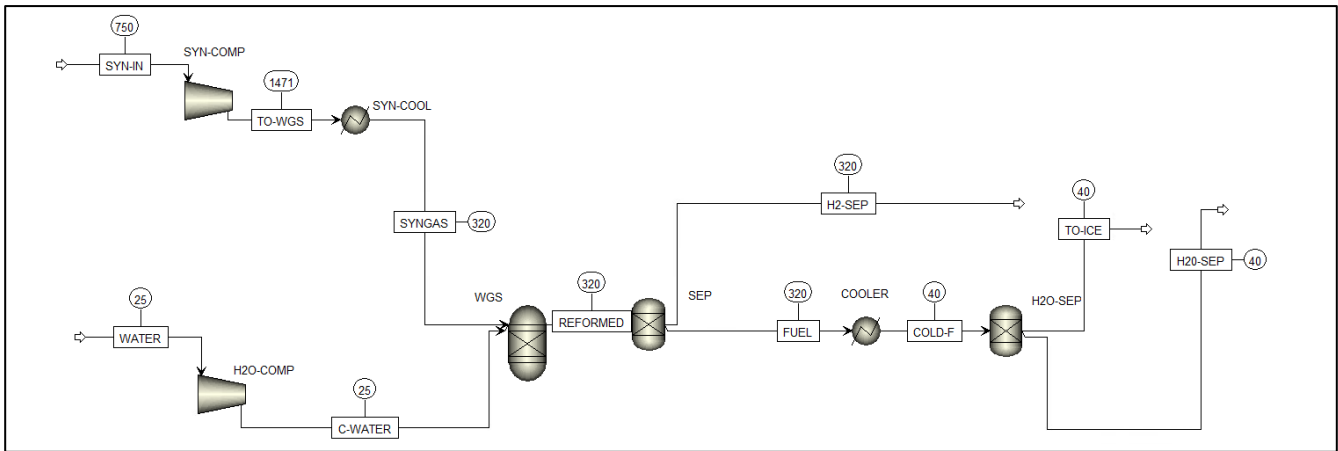 750
SYN-COMP
SYN-IN
1471
SYN-COOL
TO-WGS
320
40
H2-SEP
SYNGAS
320
TO-ICE
H20-SEP
40
25
WATER
WGS
320
REFORMED
SEP
320
FUEL
COOLER
40
COLD-F
H2O-SEP
H2O-COMP
25
C-WATER